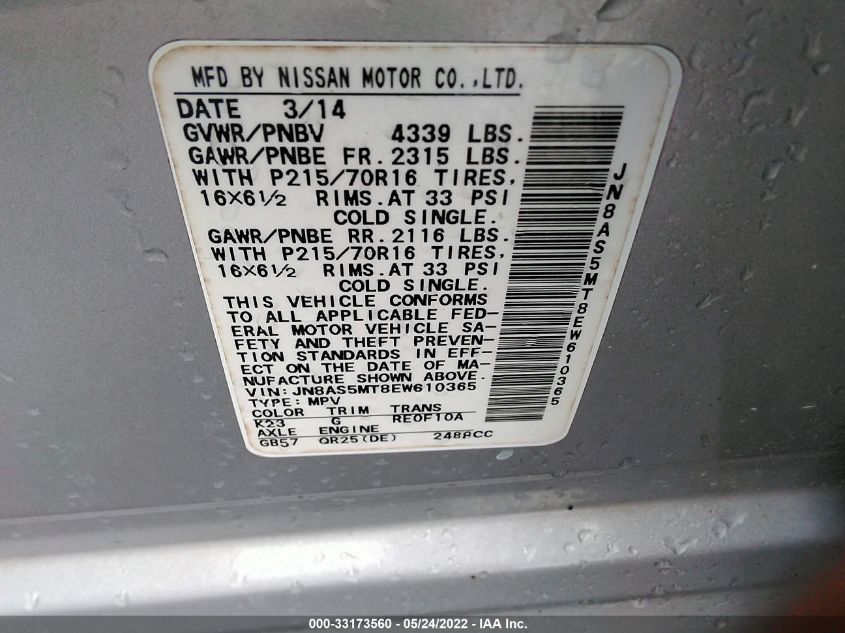 MFD BY NISSAN MOTOR CO.,LTD.
DATE 3/14
GVWR/PNBV 4339 LBS.
GAWR/PNBE FR. 2315 LBS.
WITH P215/70R16 TIRES,
16X6½ RIMS. AT 33 PSI
COLD SINGLE.
GAWR/PNBE RR. 2116 LBS.
WITH P215/70R16 TIRES,
16X6½ RIMS. AT 33 PSI
COLD SINGLE.
THIS VEHICLE CONFORMS
TO ALL APPLICABLE FED-
ERAL MOTOR VEHICLE SA-
FETY AND THEFT PREVEN-
TION STANDARDS IN EFF-
ECT ON THE DATE OF MA-
NUFACTURE SHOWN ABOVE.
VIN: JN8AS5MT8EW610365
TYPE: MPV
COLOR TRIM TRANS
K23 G RE0F10A
AXLE ENGINE
GB57 QR25(DE) 2488CC
JN8AS5MT8EW610365
000-33173560 - 05/24/2022 - IAA Inc.